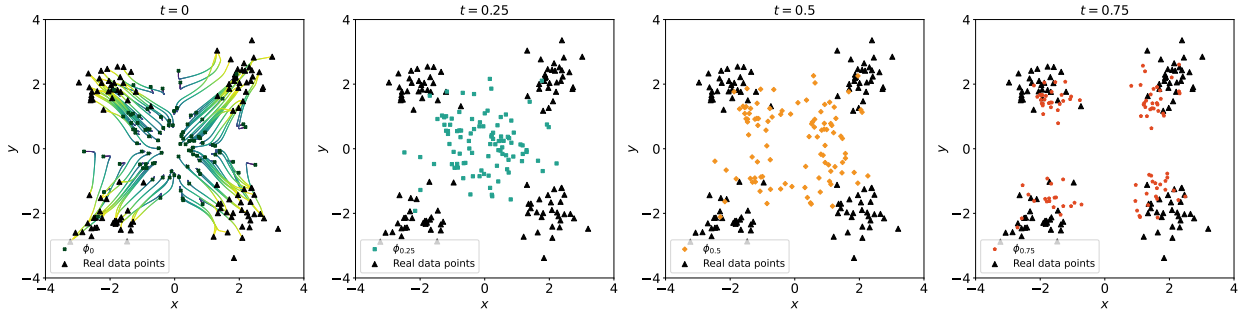 t = 0
t = 0.25
t = 0.5
t = 0.75
4
2
0
−2
−4
y
−4 −2 0 2 4
x
ϕ₀
Real data points
4
2
0
−2
−4
y
−4 −2 0 2 4
x
ϕ₀.₂₅
Real data points
4
2
0
−2
−4
y
−4 −2 0 2 4
x
ϕ₀.₅
Real data points
4
2
0
−2
−4
y
−4 −2 0 2 4
x
ϕ₀.₇₅
Real data points